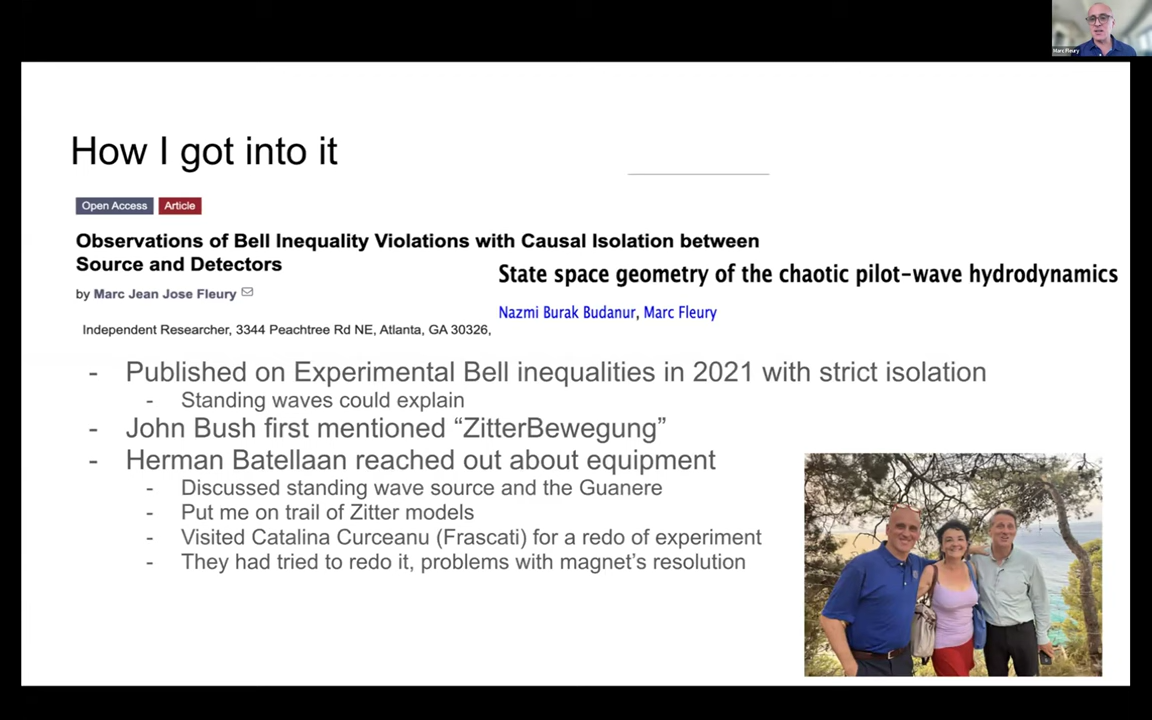 Marc Fleury
How I got into it
Open Access Article
Observations of Bell Inequality Violations with Causal Isolation between
Source and Detectors
by Marc Jean Jose Fleury
Independent Researcher, 3344 Peachtree Rd NE, Atlanta, GA 30326,
State space geometry of the chaotic pilot-wave hydrodynamics
Nazmi Burak Budanur, Marc Fleury
- Published on Experimental Bell inequalities in 2021 with strict isolation
- Standing waves could explain
- John Bush first mentioned “ZitterBewegung”
- Herman Batellaan reached out about equipment
- Discussed standing wave source and the Guanere
- Put me on trail of Zitter models
- Visited Catalina Curceanu (Frascati) for a redo of experiment
- They had tried to redo it, problems with magnet’s resolution